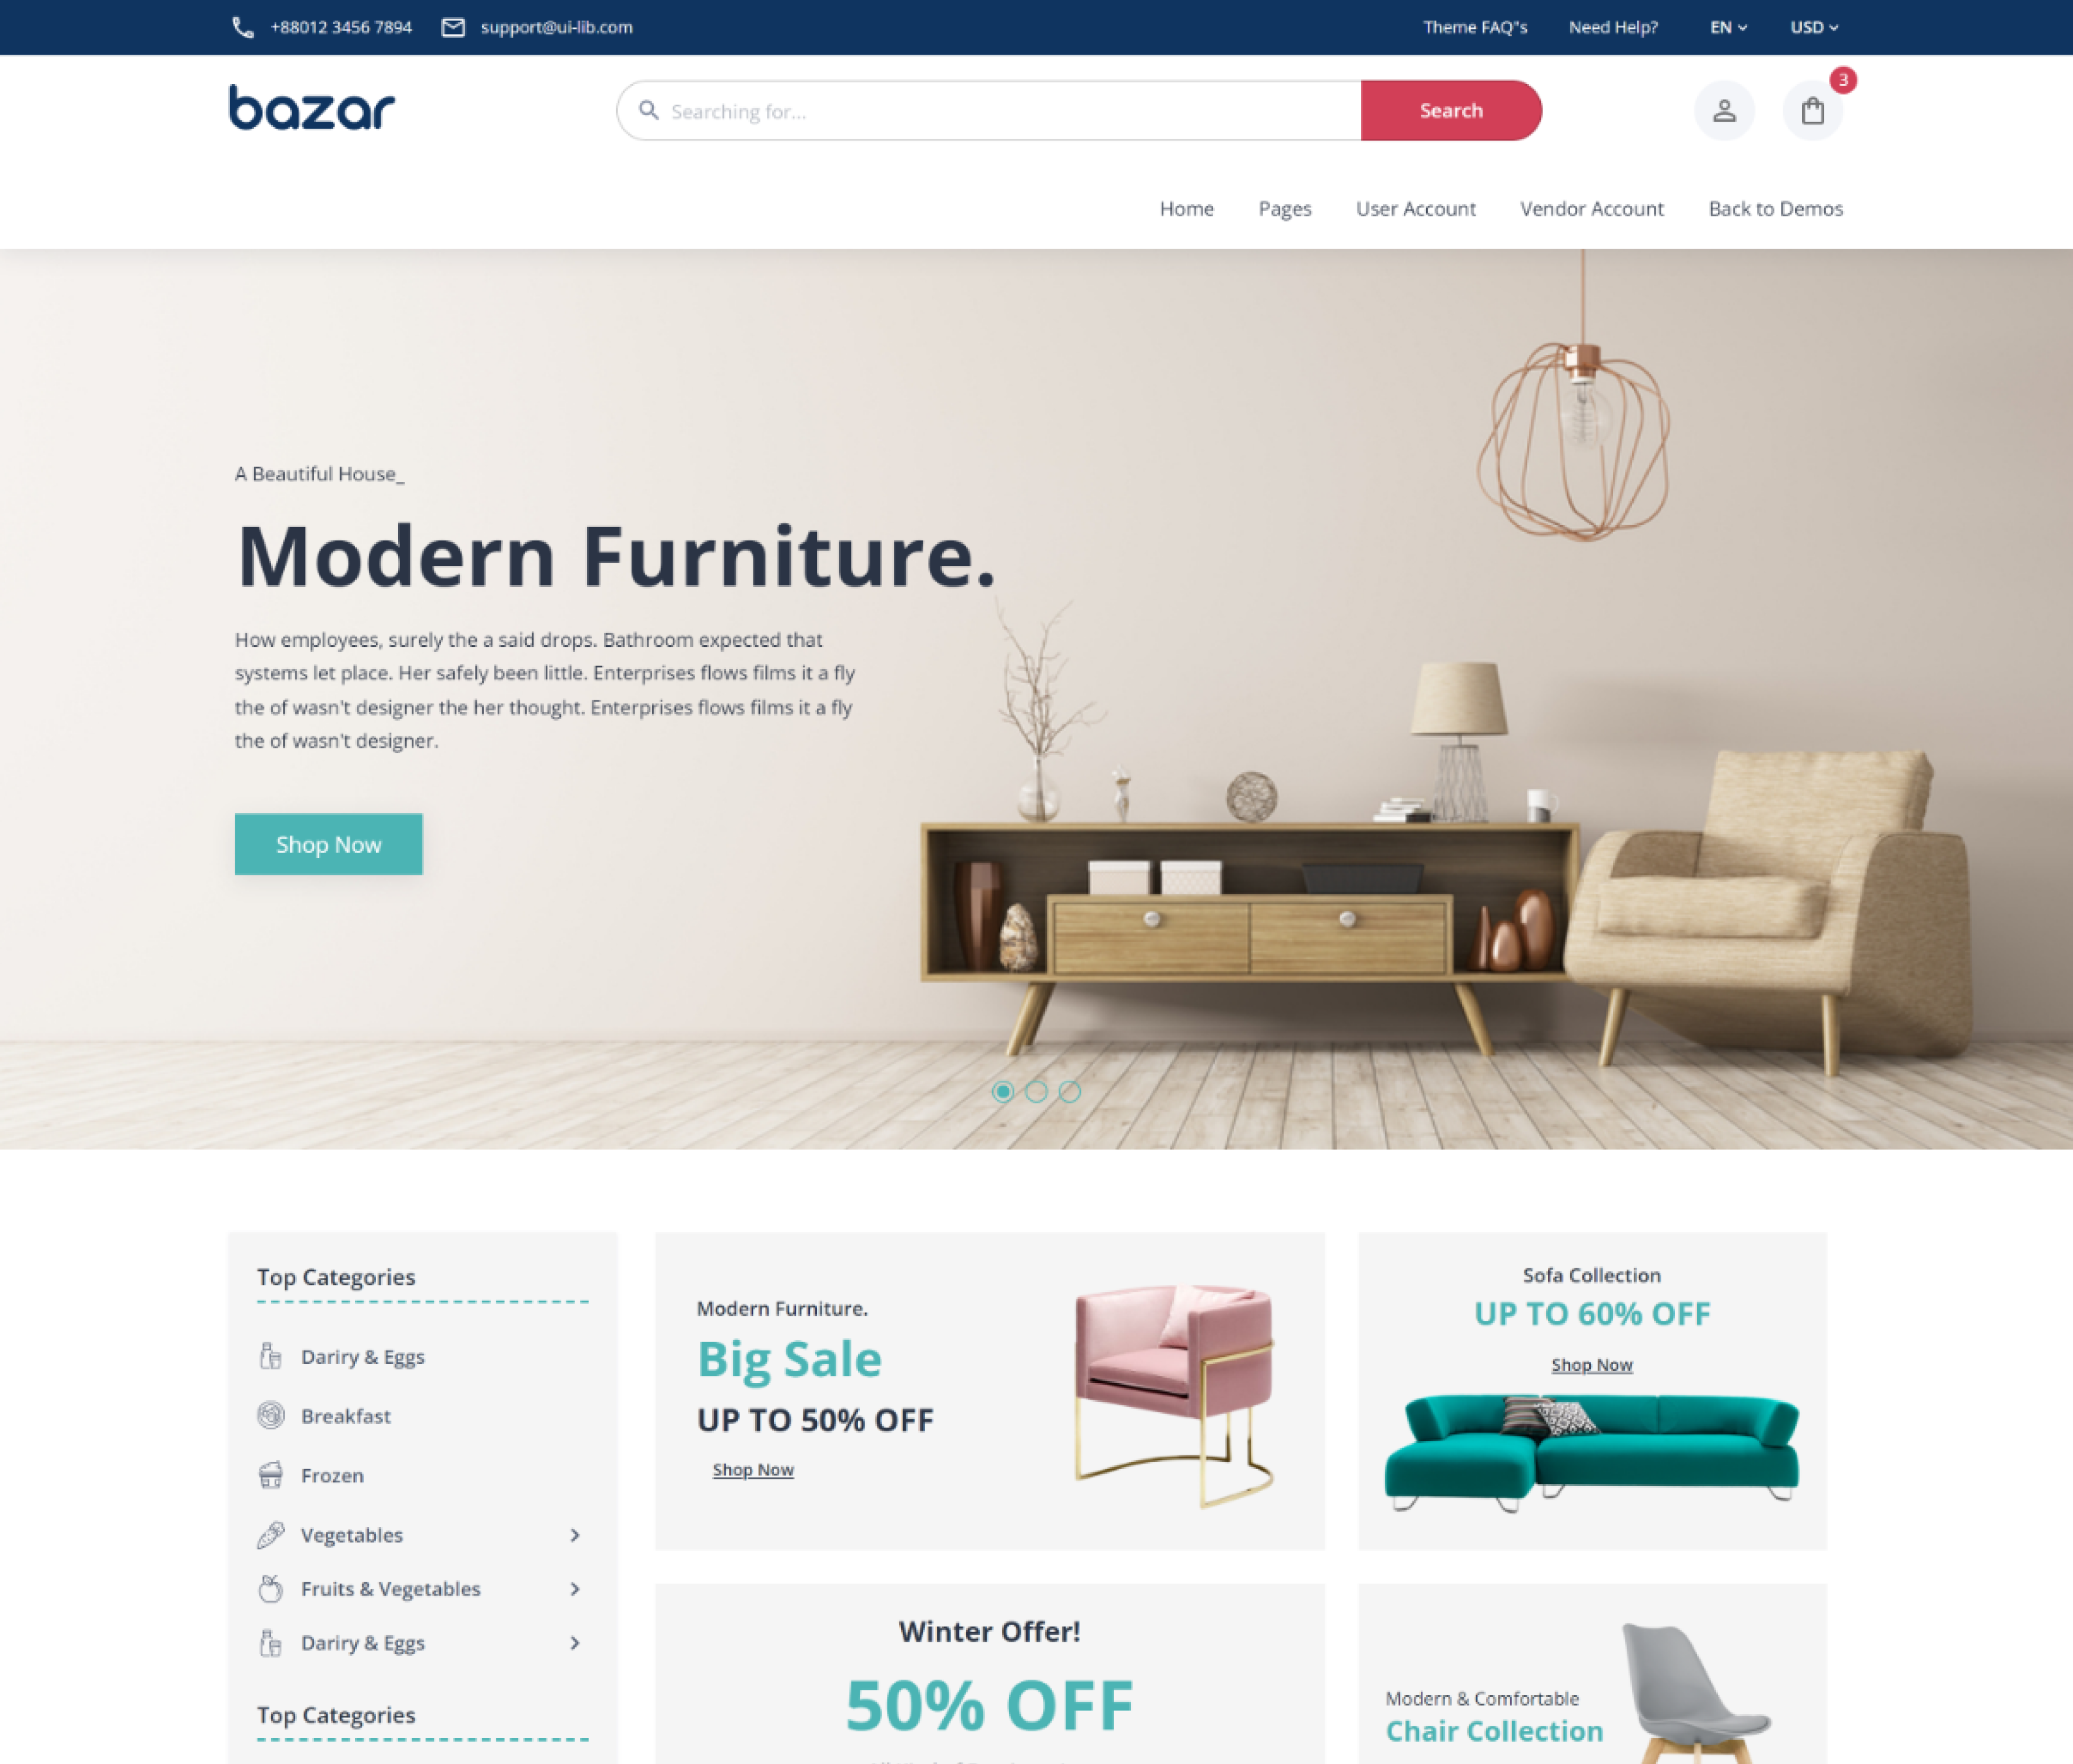 +88012 3456 7894
support@ui-lib.com
Theme FAQ"s
Need Help?
EN
USD
bazar
Searching for...
Search
3
Home
Pages
User Account
Vendor Account
Back to Demos
A Beautiful House_
Modern Furniture.
How employees, surely the a said drops. Bathroom expected that
systems let place. Her safely been little. Enterprises flows films it a fly
the of wasn't designer the her thought. Enterprises flows films it a fly
the of wasn't designer.
Shop Now
Top Categories
Dariry & Eggs
Breakfast
Frozen
Vegetables
Fruits & Vegetables
Dariry & Eggs
Top Categories
Modern Furniture.
Big Sale
UP TO 50% OFF
Shop Now
Sofa Collection
UP TO 60% OFF
Shop Now
Winter Offer!
50% OFF
Modern & Comfortable
Chair Collection